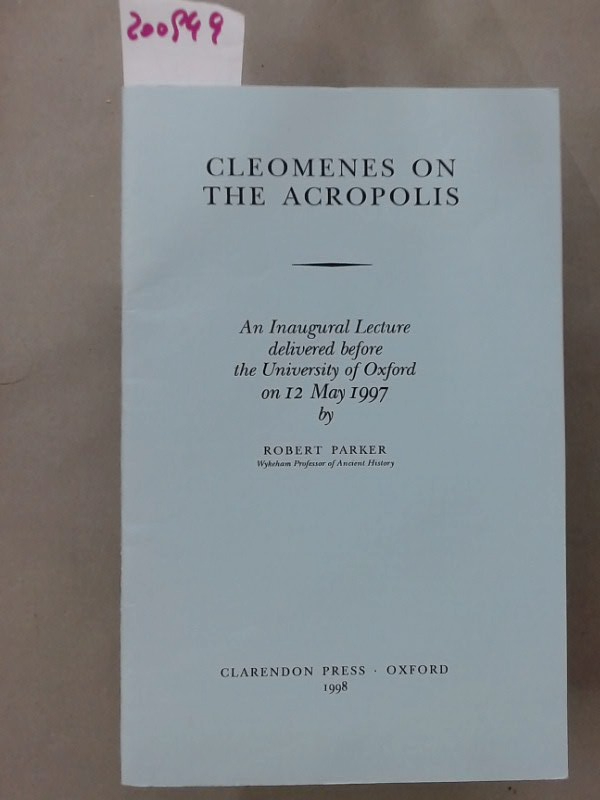 200949
CLEOMENES ON
THE ACROPOLIS
An Inaugural Lecture
delivered before
the University of Oxford
on 12 May 1997
by
ROBERT PARKER
Wykeham Professor of Ancient History
CLARENDON PRESS · OXFORD
1998